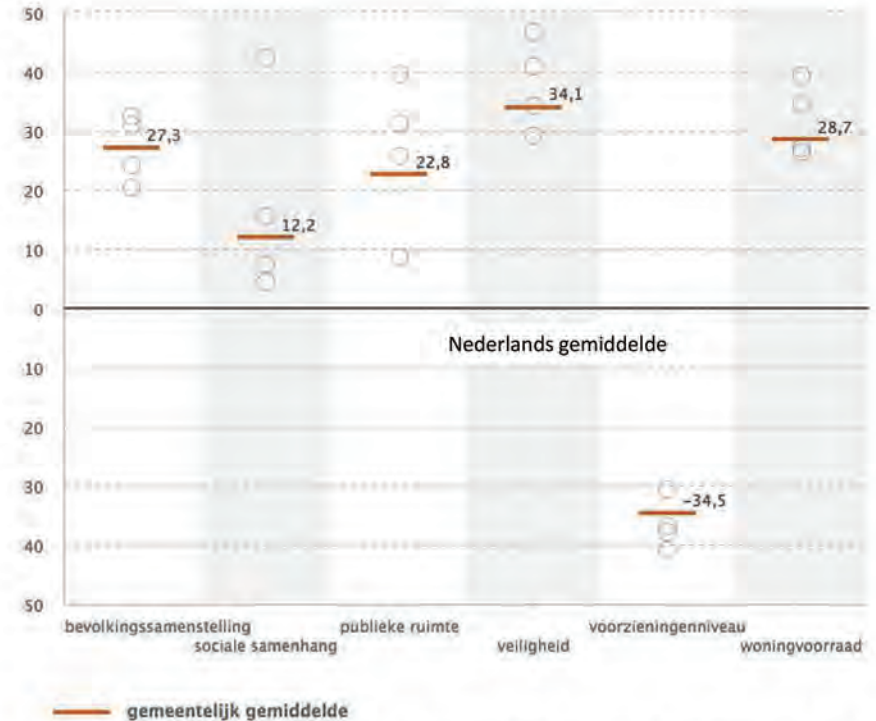 50
40
30
20
10
0
10
20
30
40
50
27,3
12,2
22,8
34,1
-34,5
28,7
Nederlands gemiddelde
bevolkingssamenstelling
sociale samenhang
publieke ruimte
veiligheid
voorzieningenniveau
woningvoorraad
gemeentelijk gemiddelde